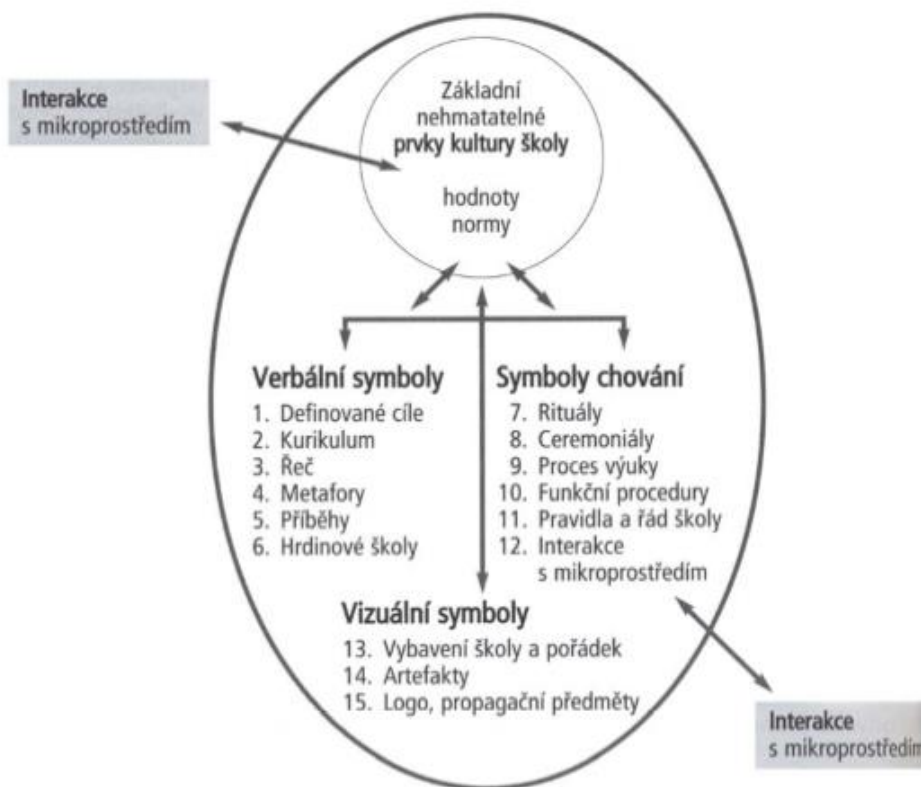 Interakce
s mikroprostředím
Základní
nehmatatelné
prvky kultury školy
hodnoty
normy
Verbální symboly
1. Definované cíle
2. Kurikulum
3. Řeč
4. Metafory
5. Příběhy
6. Hrdinové školy
Symboly chování
7. Rituály
8. Ceremoniály
9. Proces výuky
10. Funkční procedury
11. Pravidla a řád školy
12. Interakce
s mikroprostředím
Vizuální symboly
13. Vybavení školy a pořádek
14. Artefakty
15. Logo, propagační předměty
Interakce
s mikroprostředím